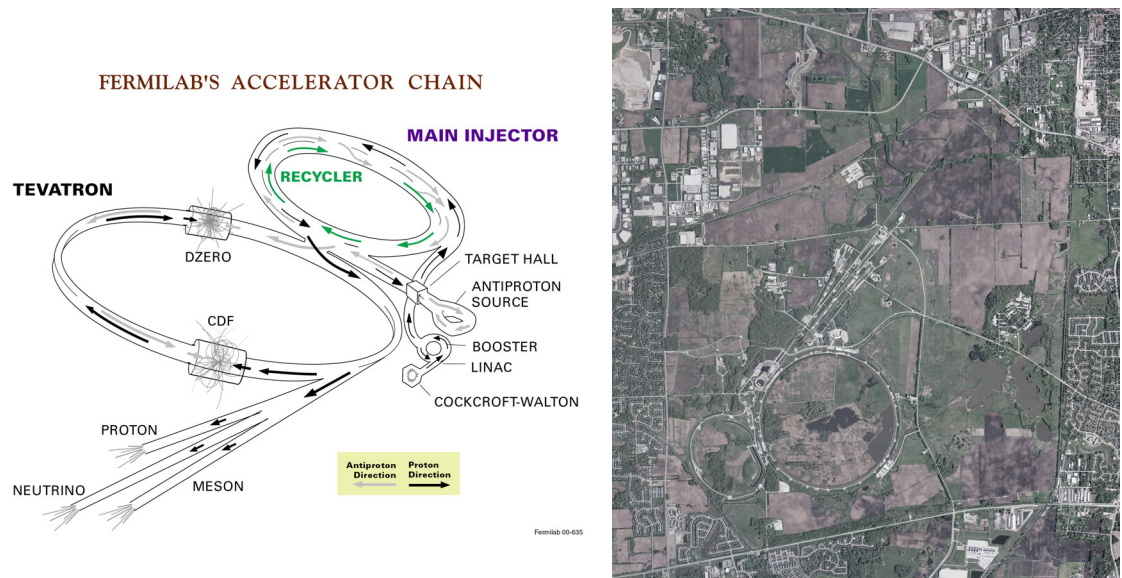 FERMILAB'S ACCELERATOR CHAIN
MAIN INJECTOR
TEVATRON
RECYCLER
DZERO
TARGET HALL
ANTIPROTON
SOURCE
CDF
BOOSTER
LINAC
COCKCROFT-WALTON
PROTON
NEUTRINO
MESON
Antiproton
Direction
Proton
Direction
Fermilab 00-635